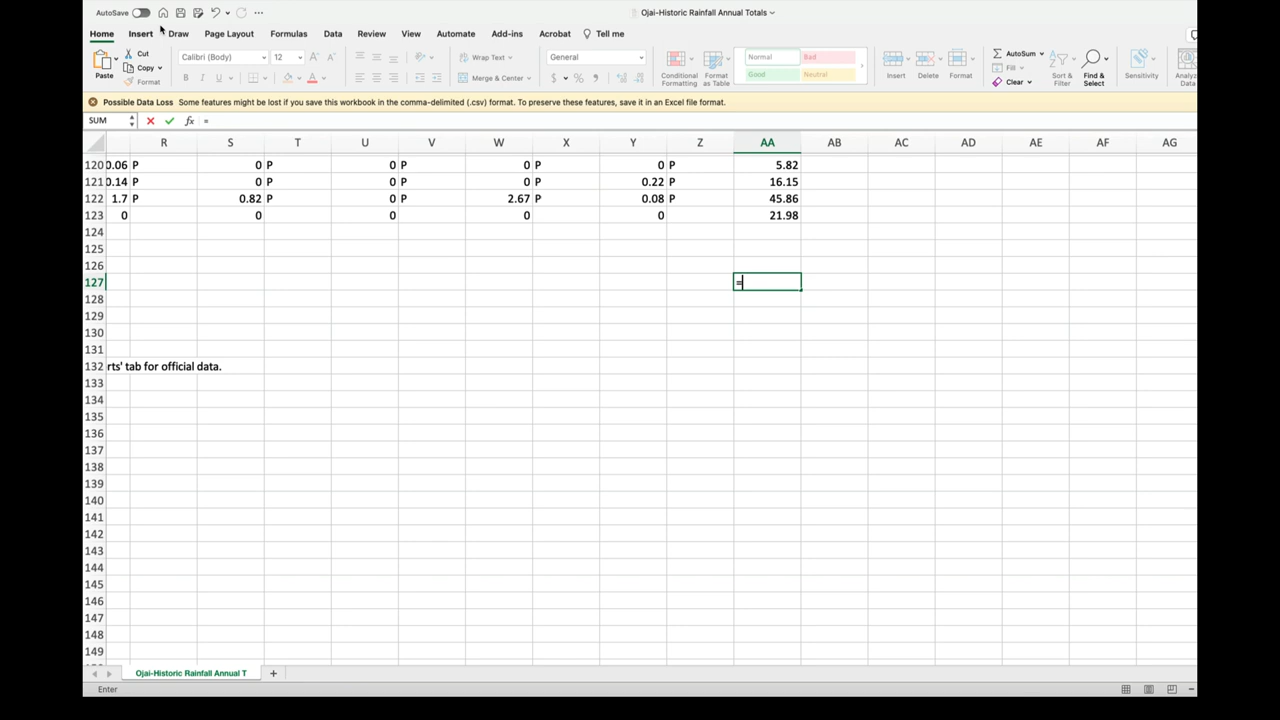 AutoSave
Ojai-Historic Rainfall Annual Totals
Home Insert Draw Page Layout Formulas Data Review View Automate Add-ins Acrobat Tell me
Paste Cut Copy Format Calibri (Body) 12 A A Wrap Text General Conditional Formatting Format as Table Normal Bad Insert Delete Format AutoSum Sort & Filter Find & Select Sensitivity Analyze Data
B I U A Merge & Center $ % Good Neutral Fill Clear
Possible Data Loss Some features might be lost if you save this workbook in the comma-delimited (.csv) format. To preserve these features, save it in an Excel file format.
SUM fx =
R S T U V W X Y Z AA AB AC AD AE AF AG
120 0.06 P 0 P 0 P 0 P 0 P 5.82
121 0.14 P 0 P 0 P 0 P 0.22 P 16.15
122 1.7 P 0.82 P 0 P 2.67 P 0.08 P 45.86
123 0 0 0 0 0 21.98
124
125
126
127 =
128
129
130
131
132 rts' tab for official data.
133
134
135
136
137
138
139
140
141
142
143
144
145
146
147
148
149
Ojai-Historic Rainfall Annual T +
Enter